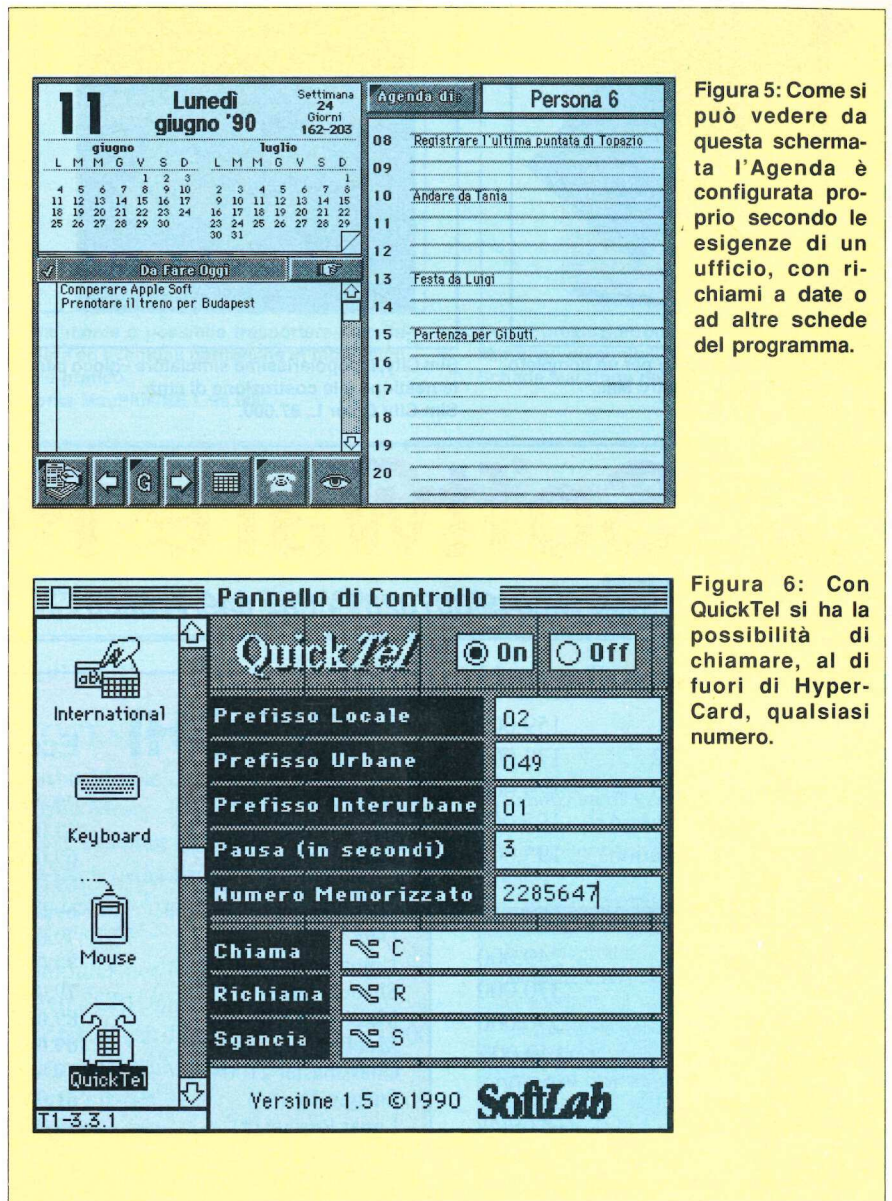 11
Lunedì
giugno '90
Settimana
24
Giorni
162-203
giugno
L M M G V S D
1 2 3
4 5 6 7 8 9 10
11 12 13 14 15 16 17
18 19 20 21 22 23 24
25 26 27 28 29 30
luglio
L M M G V S D
1
2 3 4 5 6 7 8
9 10 11 12 13 14 15
16 17 18 19 20 21 22
23 24 25 26 27 28 29
30 31
Da Fare Oggi
Comperare Apple Soft
Prenotare il treno per Budapest
G
Agenda di:
Persona 6
08 Registrare l'ultima puntata di Topazio
09
10 Andare da Tania
11
12
13 Festa da Luigi
14
15 Partenza per Gibuti.
16
17
18
19
20
Figura 5: Come si
può vedere da
questa scherma-
ta l'Agenda è
configurata pro-
prio secondo le
esigenze di un
ufficio, con ri-
chiami a date o
ad altre schede
del programma.
Pannello di Controllo
International
Keyboard
Mouse
QuickTel
T1-3.3.1
QuickTel
On Off
Prefisso Locale 02
Prefisso Urbane 049
Prefisso Interurbane 01
Pausa (in secondi) 3
Numero Memorizzato 2285647
Chiama ⌥ C
Richiama ⌥ R
Sgancia ⌥ S
Versione 1.5 ©1990 SoftLab
Figura 6: Con
QuickTel si ha la
possibilità di
chiamare, al di
fuori di Hyper-
Card, qualsiasi
numero.